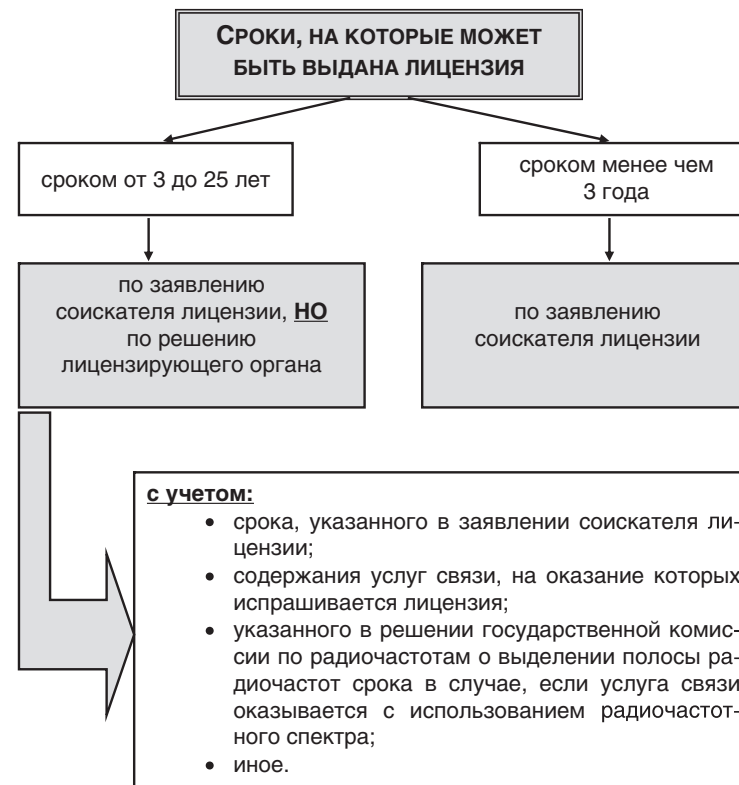 СРОКИ, НА КОТОРЫЕ МОЖЕТ
БЫТЬ ВЫДАНА ЛИЦЕНЗИЯ
сроком от 3 до 25 лет
сроком менее чем
3 года
по заявлению
соискателя лицензии, НО
по решению
лицензирующего органа
по заявлению
соискателя лицензии
с учетом:
• срока, указанного в заявлении соискателя ли-
цензии;
• содержания услуг связи, на оказание которых
испрашивается лицензия;
• указанного в решении государственной комис-
сии по радиочастотам о выделении полосы ра-
диочастот срока в случае, если услуга связи
оказывается с использованием радиочастот-
ного спектра;
• иное.